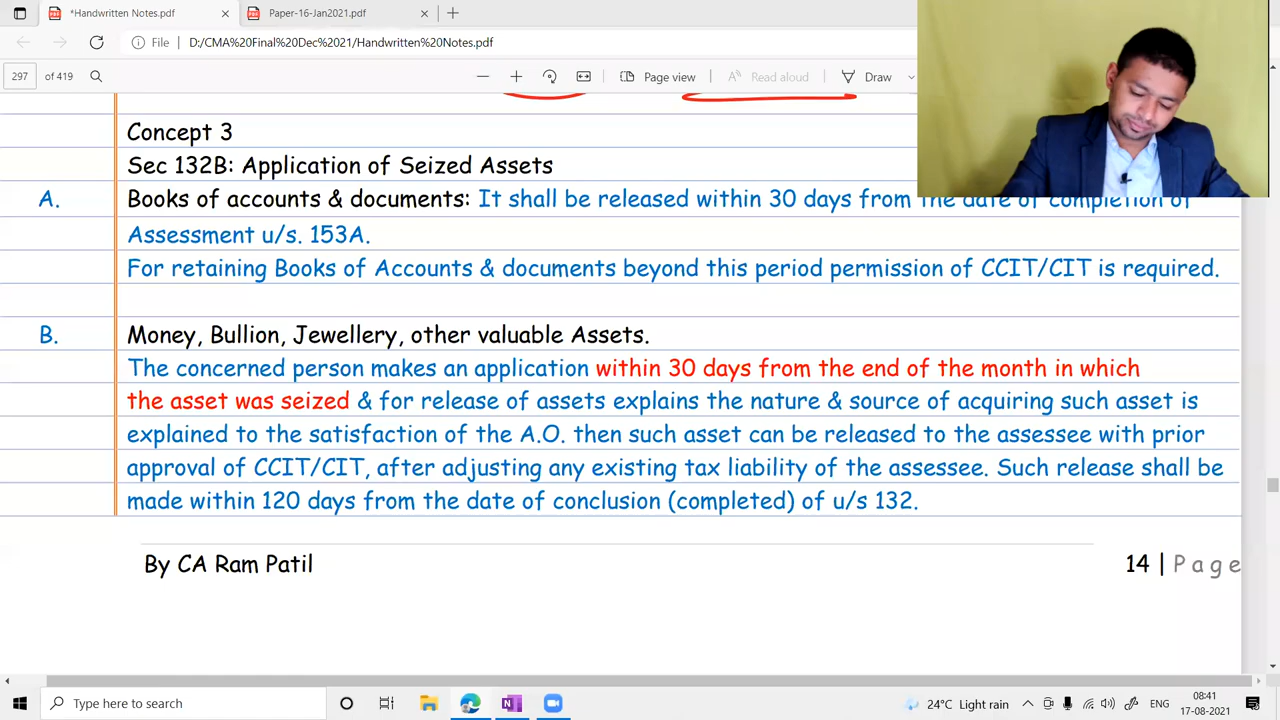 *Handwritten Notes.pdf
Paper-16-Jan2021.pdf
File D:/CMA%20Final%20Dec%2021/Handwritten%20Notes.pdf
297 of 419
Page view
Read aloud
Draw
Concept 3
Sec 132B: Application of Seized Assets
A. Books of accounts & documents: It shall be released within 30 days from the date of completion of
Assessment u/s. 153A.
For retaining Books of Accounts & documents beyond this period permission of CCIT/CIT is required.
B. Money, Bullion, Jewellery, other valuable Assets.
The concerned person makes an application within 30 days from the end of the month in which
the asset was seized & for release of assets explains the nature & source of acquiring such asset is
explained to the satisfaction of the A.O. then such asset can be released to the assessee with prior
approval of CCIT/CIT, after adjusting any existing tax liability of the assessee. Such release shall be
made within 120 days from the date of conclusion (completed) of u/s 132.
By CA Ram Patil
14 | Page
Type here to search
24°C Light rain
ENG
08:41
17-08-2021